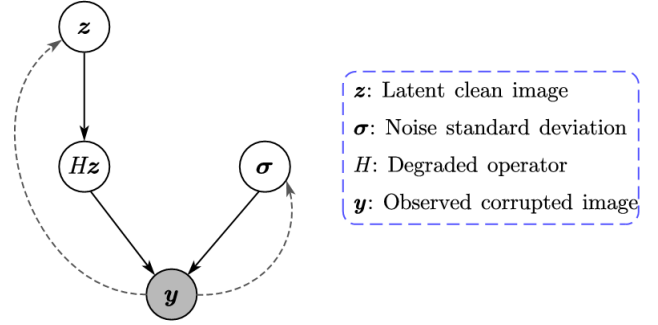 z
Hz
σ
y
z: Latent clean image
σ: Noise standard deviation
H: Degraded operator
y: Observed corrupted image